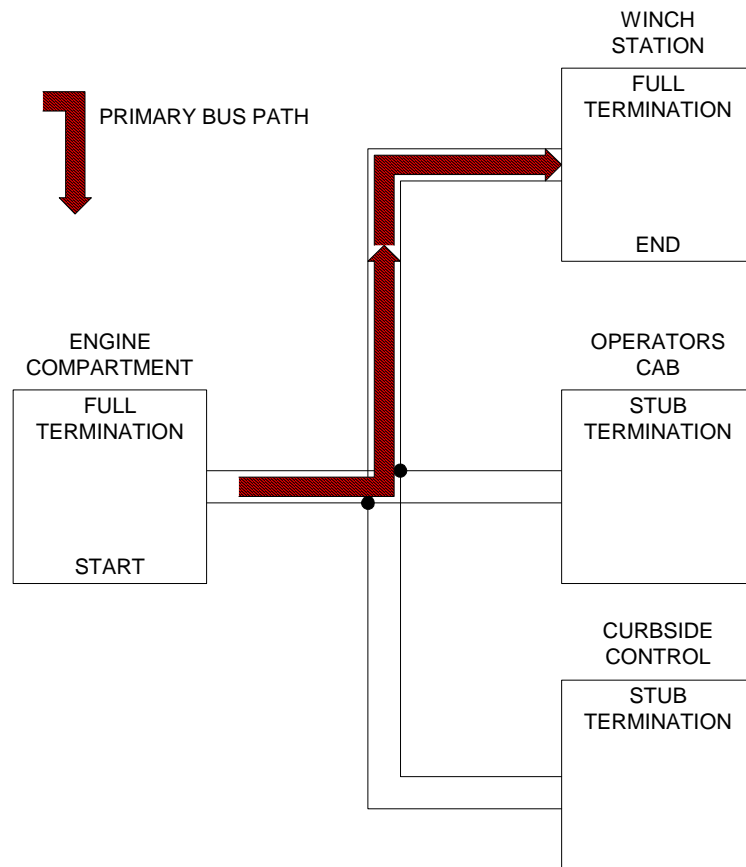 WINCH
STATION
FULL
TERMINATION
PRIMARY BUS PATH
END
ENGINE
COMPARTMENT
FULL
TERMINATION
START
OPERATORS
CAB
STUB
TERMINATION
CURBSIDE
CONTROL
STUB
TERMINATION